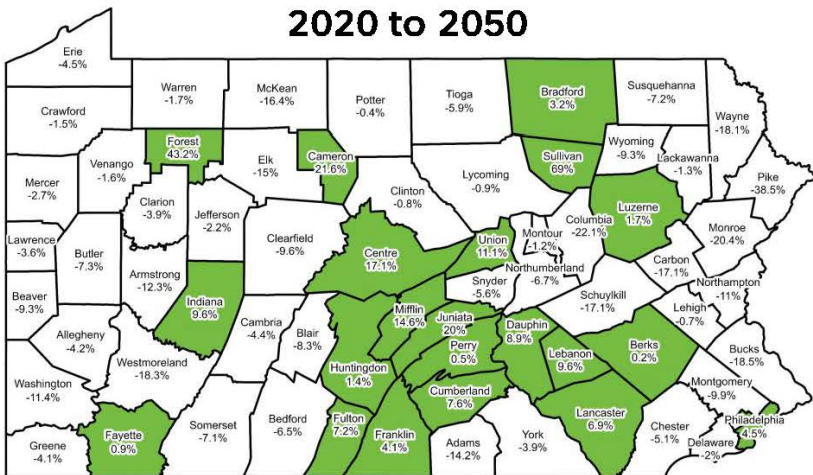 2020 to 2050
Erie
-4.5%
Warren
-1.7%
McKean
-16.4%
Potter
-0.4%
Tioga
-5.9%
Bradford
3.2%
Susquehanna
-7.2%
Wayne
-18.1%
Crawford
-1.5%
Forest
43.2%
Venango
-1.6%
Elk
-15%
Cameron
21.6%
Sullivan
69%
Wyoming
-9.3%
Lackawanna
-1.3%
Pike
-38.5%
Mercer
-2.7%
Clarion
-3.9%
Jefferson
-2.2%
Clinton
-0.8%
Lycoming
-0.9%
Columbia
-22.1%
Luzerne
1.7%
Monroe
-20.4%
Lawrence
-3.6%
Butler
-7.3%
Clearfield
-9.6%
Centre
17.1%
Union
11.1%
Montour
-1.2%
Northumberland
-6.7%
Carbon
-17.1%
Northampton
-11%
Armstrong
-12.3%
Indiana
9.6%
Snyder
-5.6%
Schuylkill
-17.1%
Lehigh
-0.7%
Beaver
-9.3%
Allegheny
-4.2%
Cambria
-4.4%
Blair
-8.3%
Mifflin
14.6%
Juniata
20%
Perry
0.5%
Dauphin
8.9%
Lebanon
9.6%
Berks
0.2%
Bucks
-18.5%
Westmoreland
-18.3%
Huntingdon
1.4%
Cumberland
7.6%
Montgomery
-9.9%
Washington
-11.4%
Somerset
-7.1%
Bedford
-6.5%
Fulton
7.2%
Franklin
4.1%
Lancaster
6.9%
Chester
-5.1%
Philadelphia
4.5%
Greene
-4.1%
Fayette
0.9%
Adams
-14.2%
York
-3.9%
Delaware
-2%